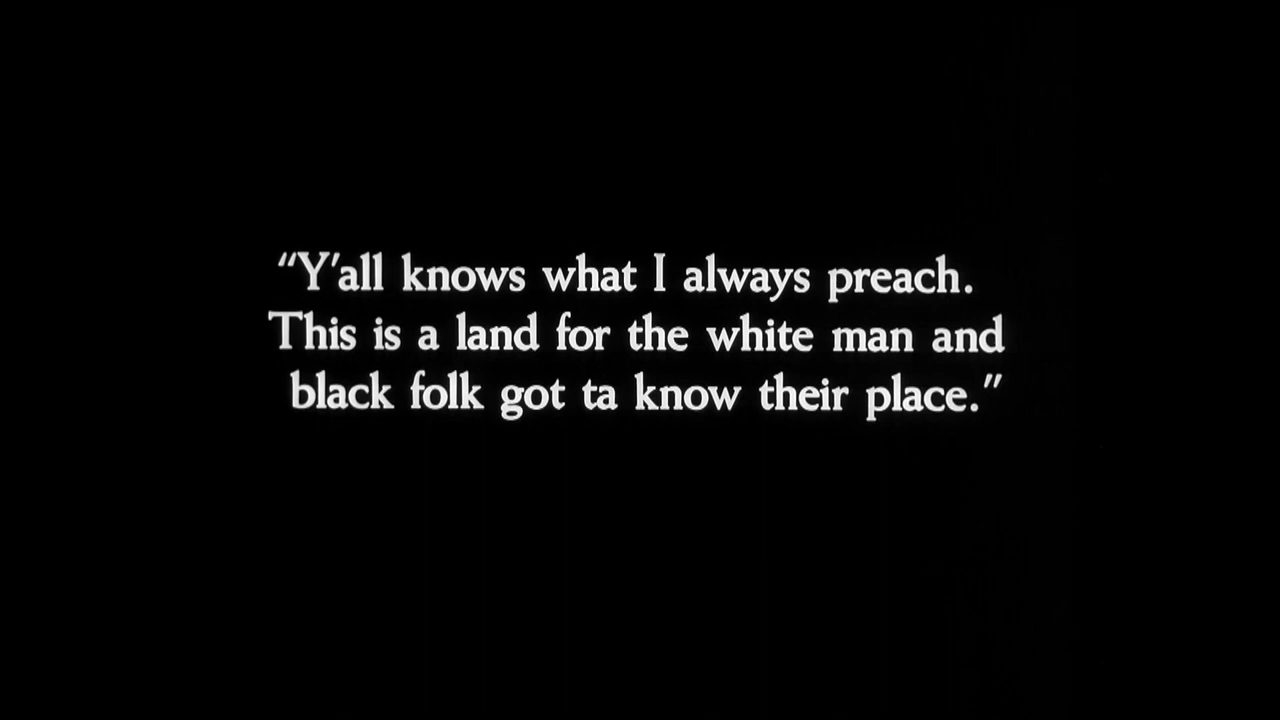 “Y’all knows what I always preach.
This is a land for the white man and
black folk got ta know their place.”